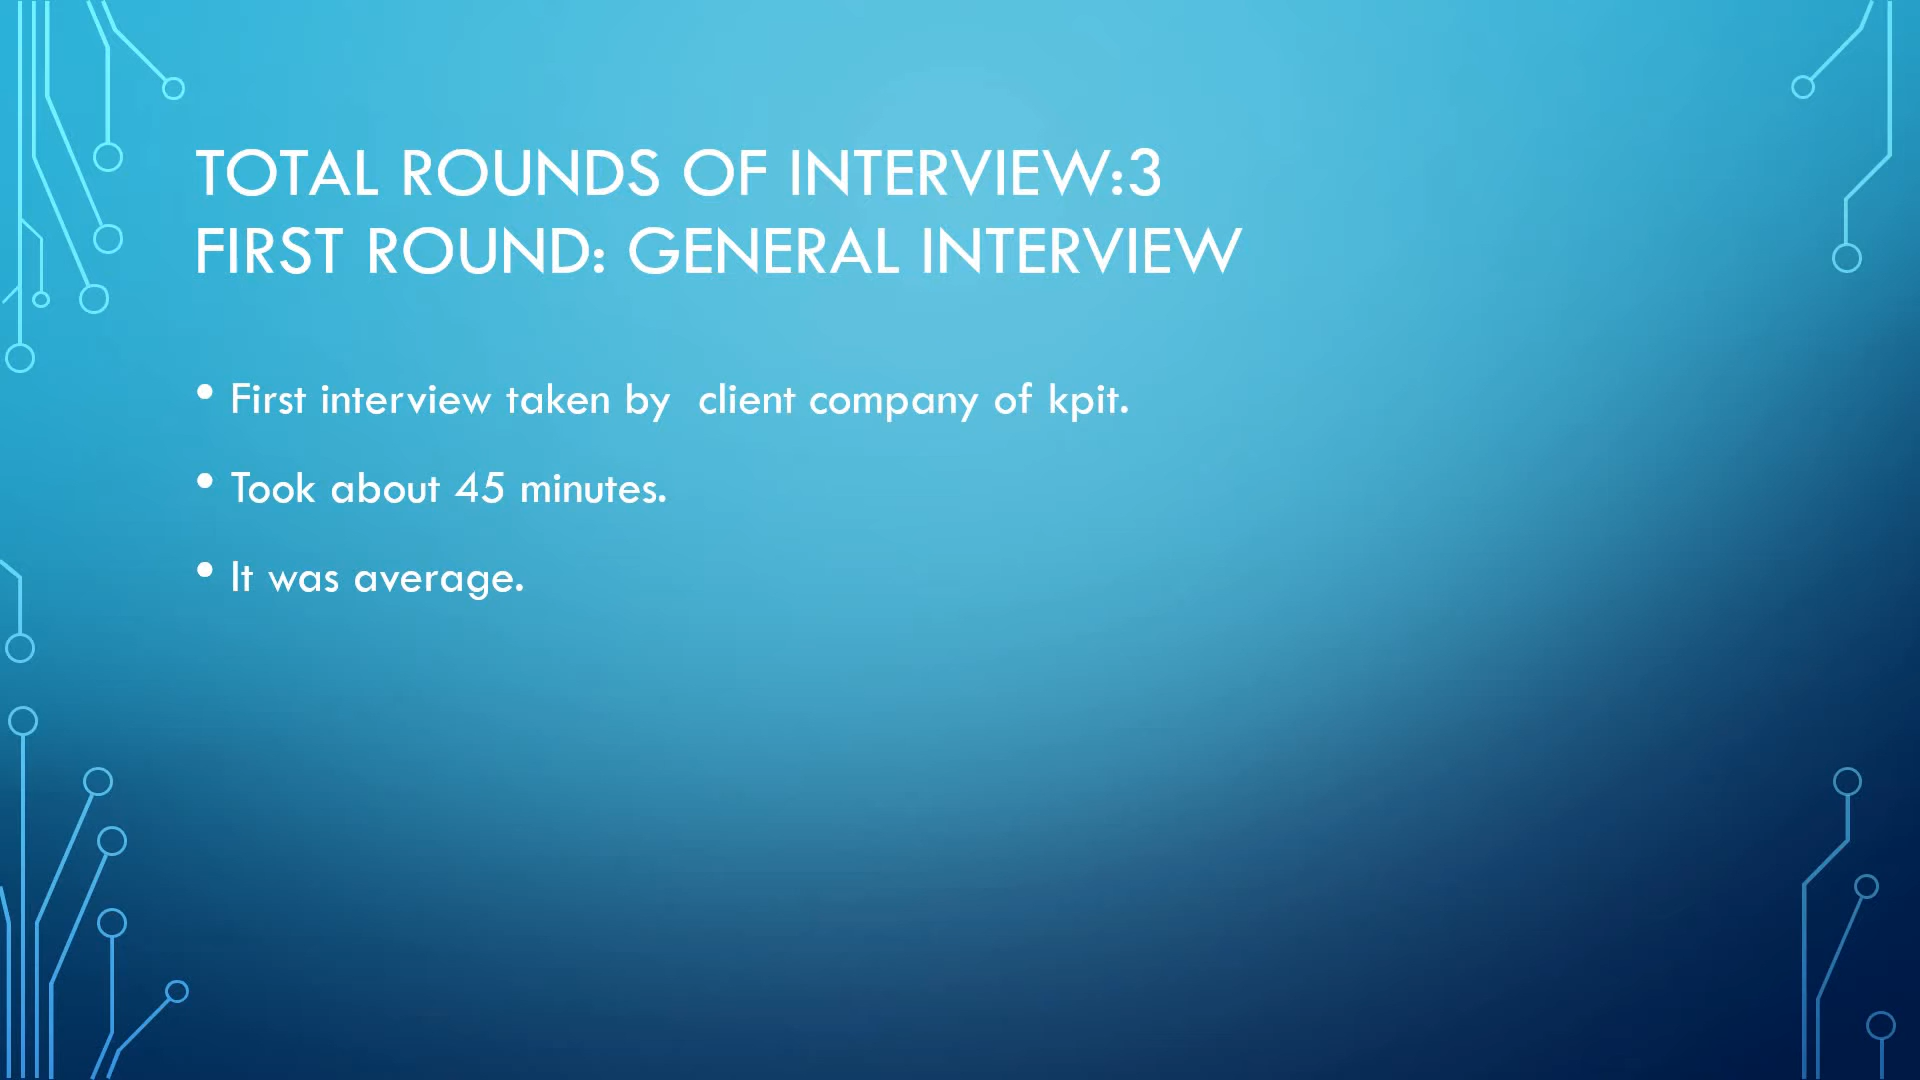 TOTAL ROUNDS OF INTERVIEW:3
FIRST ROUND: GENERAL INTERVIEW
• First interview taken by  client company of kpit.
• Took about 45 minutes.
• It was average.